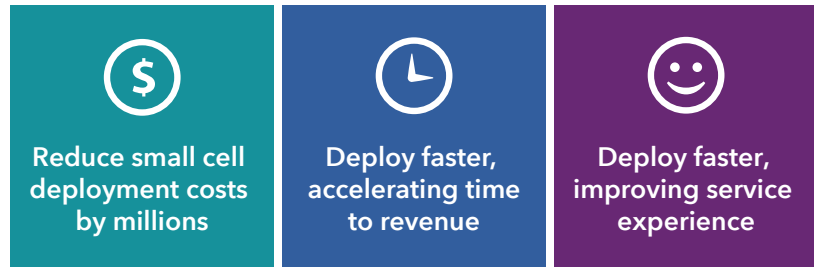 $
Reduce small cell
deployment costs
by millions
Deploy faster,
accelerating time
to revenue
Deploy faster,
improving service
experience